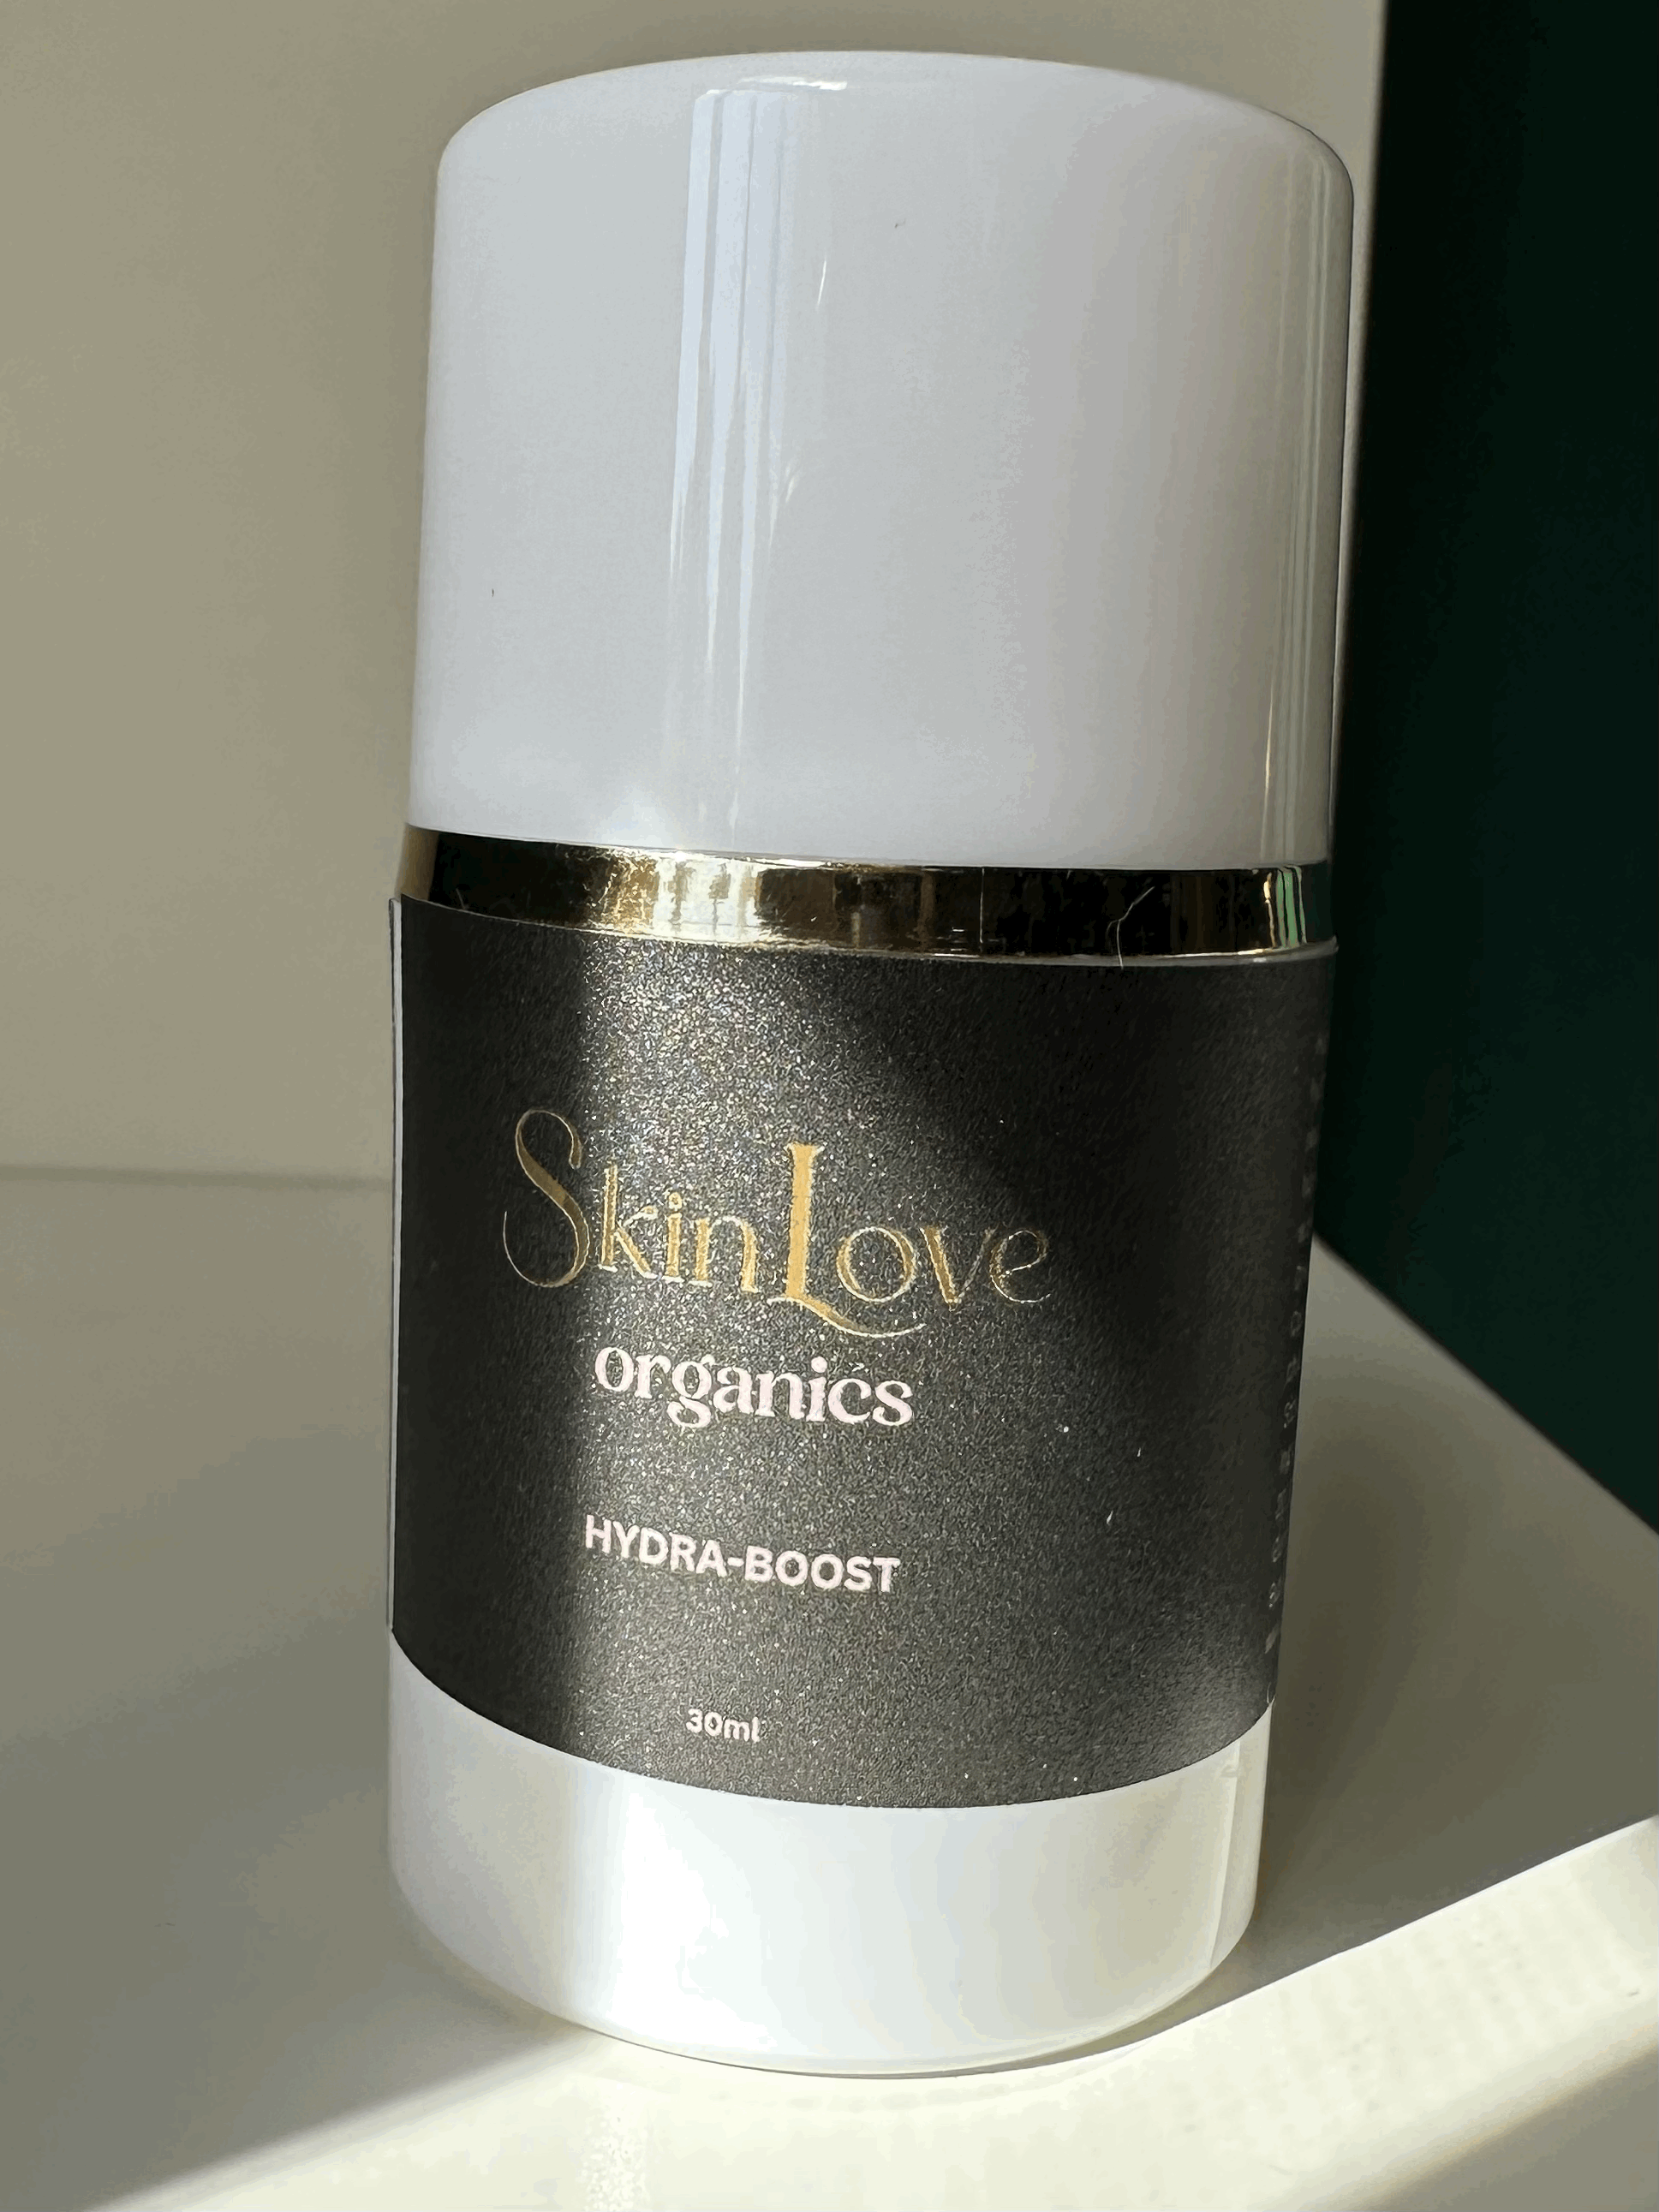 SkinLove
organics
HYDRA-BOOST
30ml